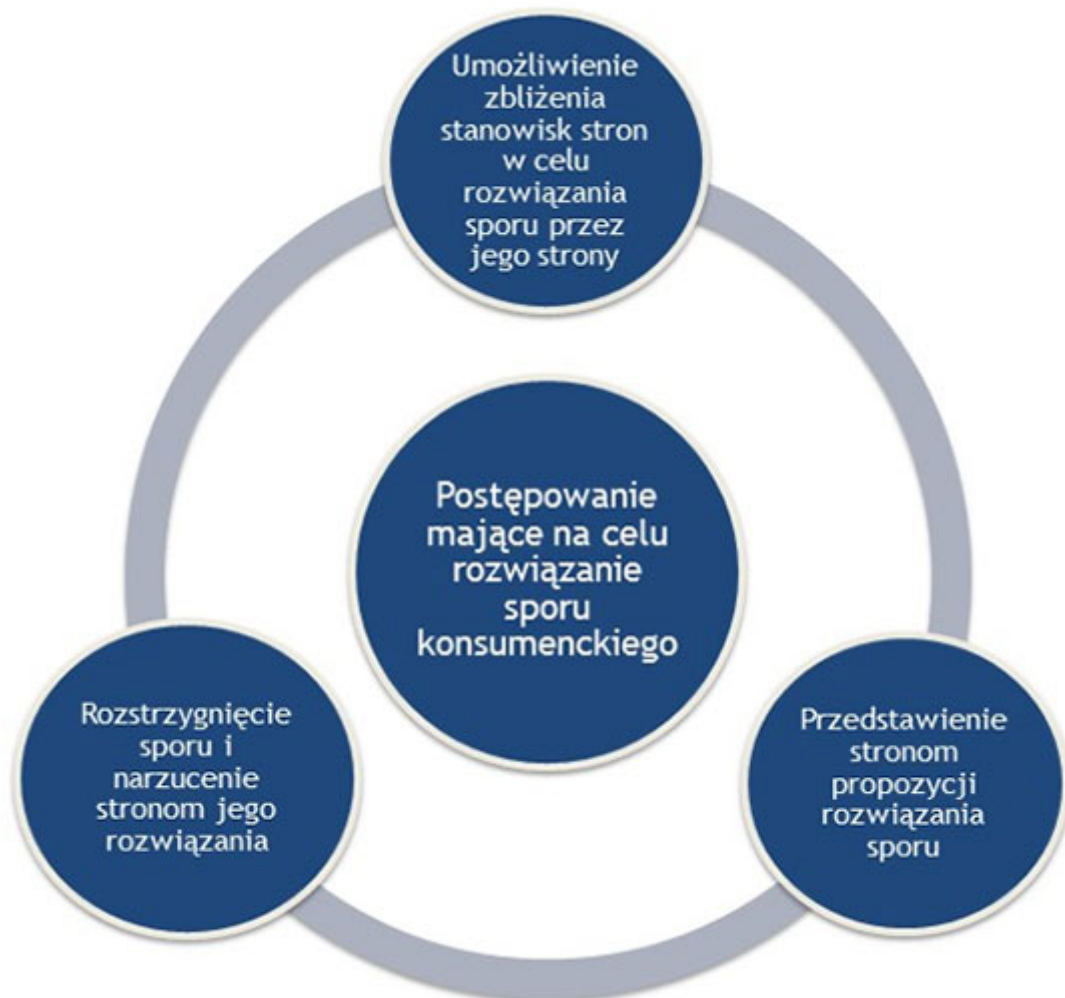 Umożliwienie
zbliżenia
stanowisk stron
w celu
rozwiązania
sporu przez
jego strony
Postępowanie
mające na celu
rozwiązanie
sporu
konsumenckiego
Rozstrzygnięcie
sporu i
narzucenie
stronom jego
rozwiązania
Przedstawienie
stronom
propozycji
rozwiązania
sporu